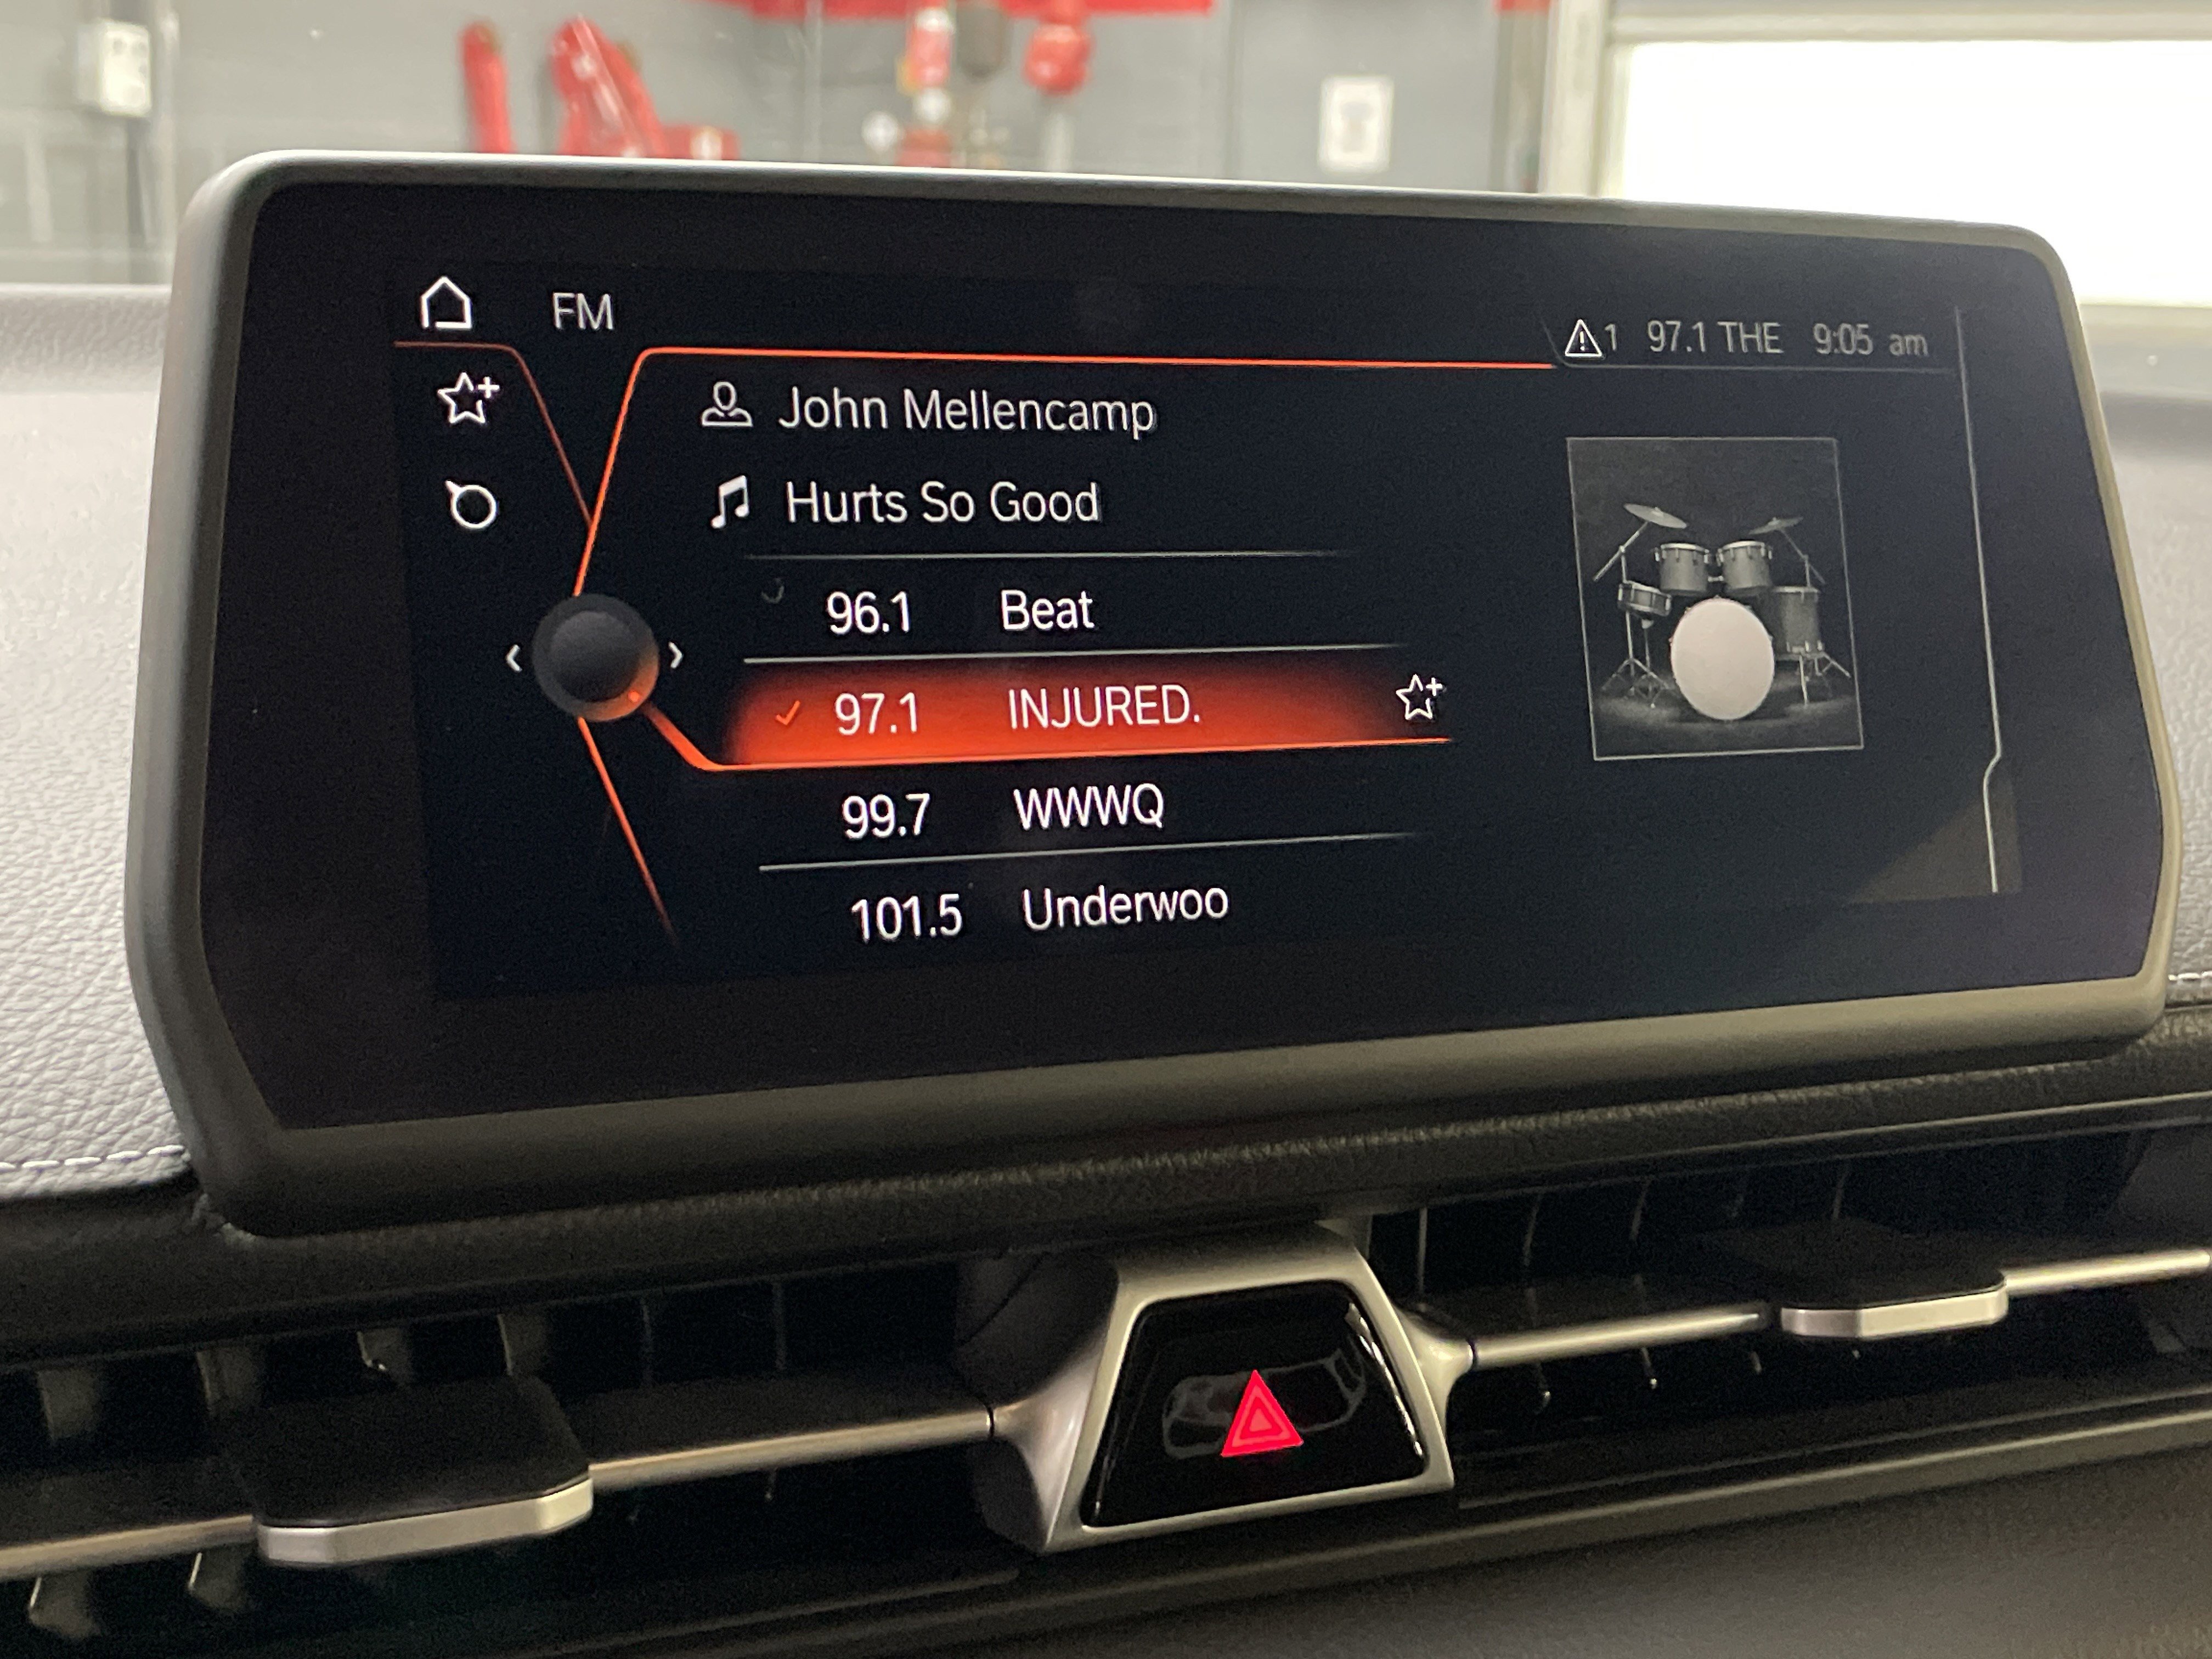 FM
1 97.1 THE 9:05 am
John Mellencamp
Hurts So Good
96.1 Beat
97.1 INJURED.
99.7 WWWQ
101.5 Underwoo